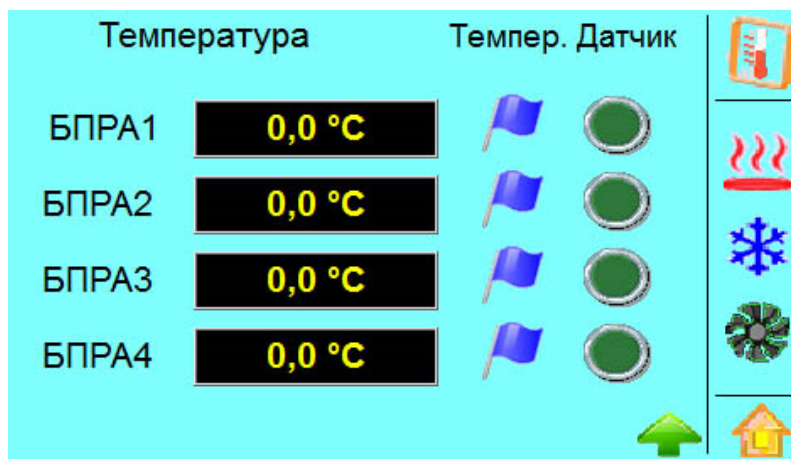 Температура Темпер. Датчик
БПРА1 0,0 °C
БПРА2 0,0 °C
БПРА3 0,0 °C
БПРА4 0,0 °C